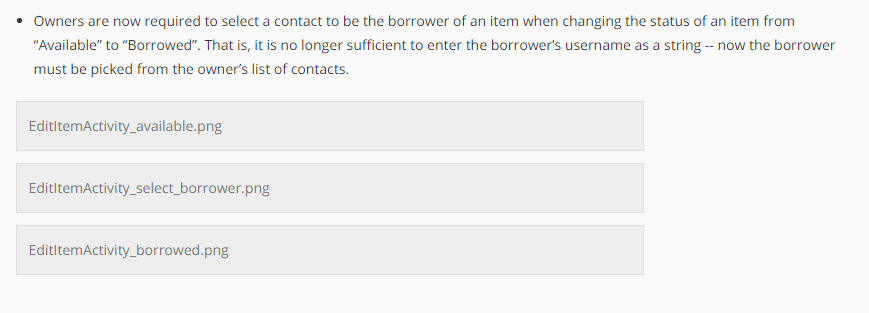 • Owners are now required to select a contact to be the borrower of an item when changing the status of an item from
“Available” to “Borrowed”. That is, it is no longer sufficient to enter the borrower’s username as a string -- now the borrower
must be picked from the owner’s list of contacts.
EditItemActivity_available.png
EditItemActivity_select_borrower.png
EditItemActivity_borrowed.png